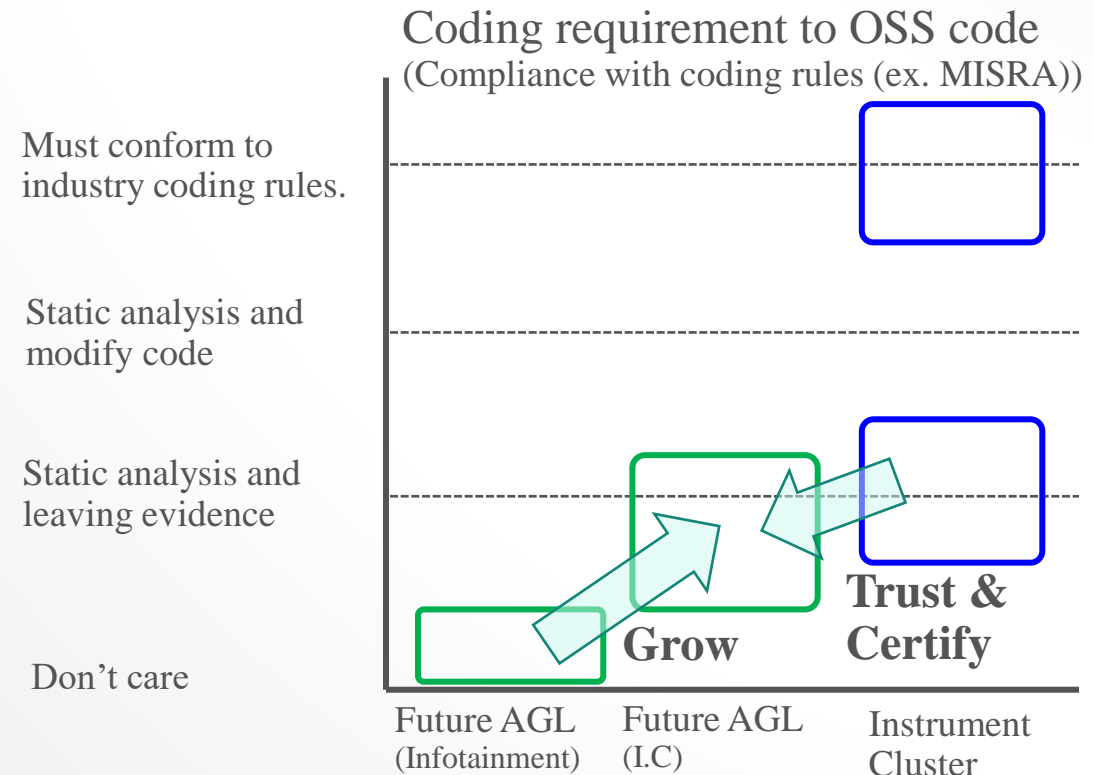 Coding requirement to OSS code
(Compliance with coding rules (ex. MISRA))
Must conform to
industry coding rules.
Static analysis and
modify code
Static analysis and
leaving evidence
Don’t care
Grow
Trust &
Certify
Future AGL
(Infotainment)
Future AGL
(I.C)
Instrument
Cluster